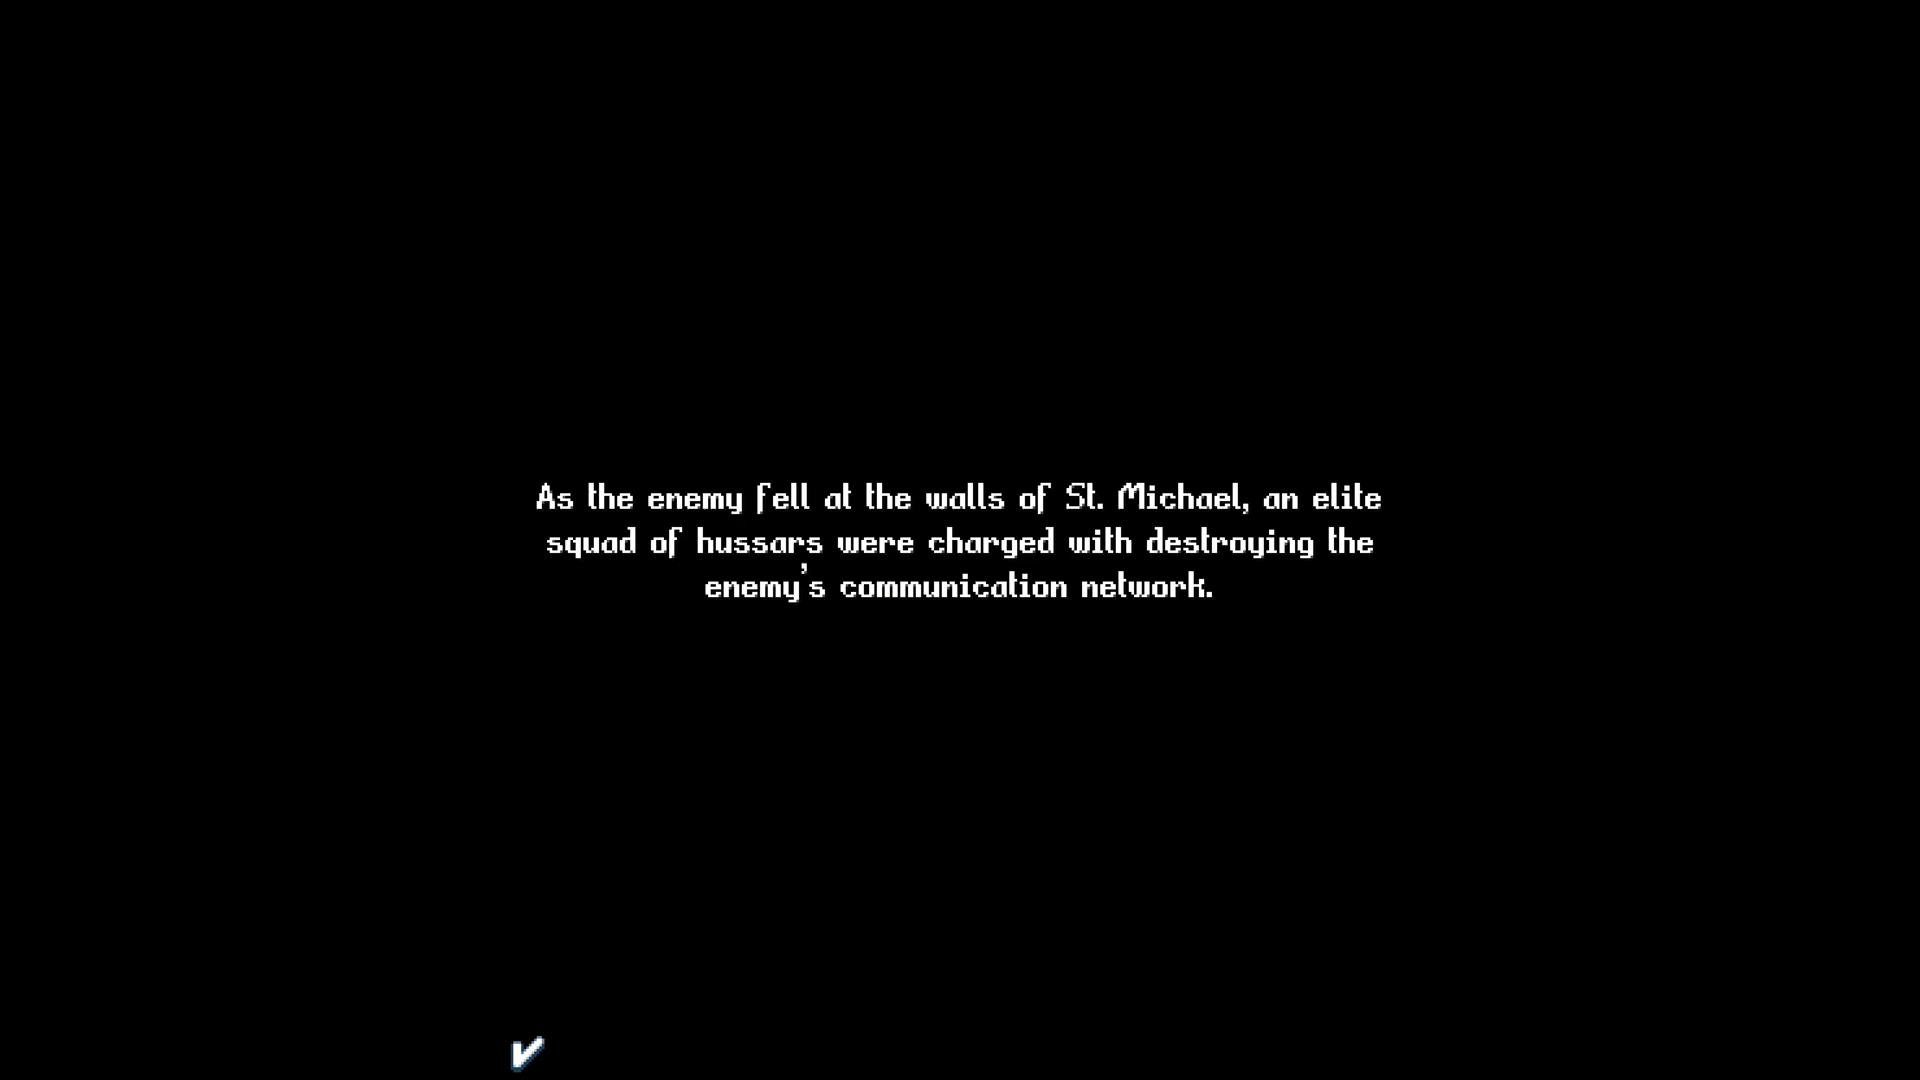 As the enemy fell at the walls of St. Michael, an elite
squad of hussars were charged with destroying the
enemy's communication network.